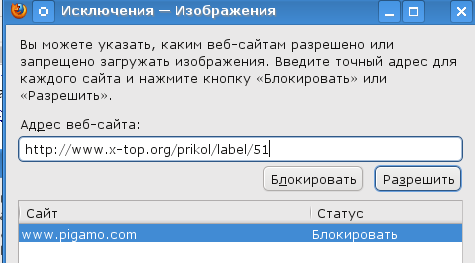 Исключения — Изображения
Вы можете указать, каким веб-сайтам разрешено или
запрещено загружать изображения. Введите точный адрес для
каждого сайта и нажмите кнопку «Блокировать» или
«Разрешить».
Адрес веб-сайта:
http://www.x-top.org/prikol/label/51
Блокировать Разрешить
Сайт Статус
www.pigamo.com Блокировать